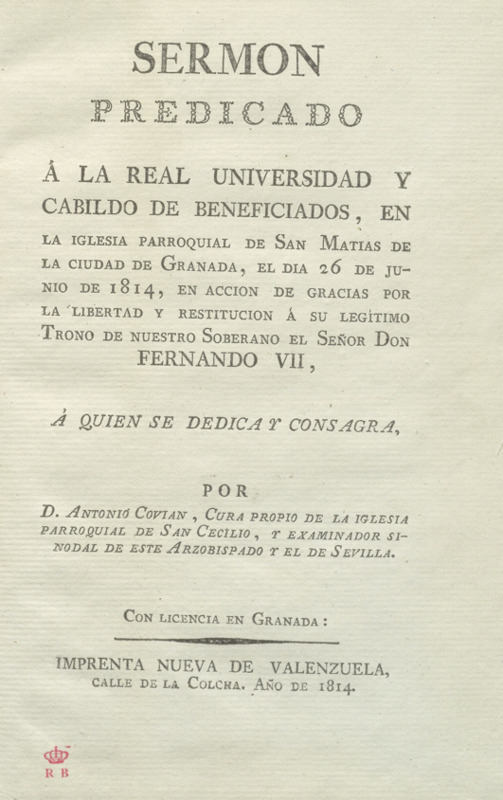 SERMON
PREDICADO
Á LA REAL UNIVERSIDAD Y
CABILDO DE BENEFICIADOS, EN
LA IGLESIA PARROQUIAL DE SAN MATIAS DE
LA CIUDAD DE GRANADA, EL DIA 26 DE JU-
NIO DE 1814, EN ACCION DE GRACIAS POR
LA LIBERTAD Y RESTITUCION Á SU LEGÍTIMO
TRONO DE NUESTRO SOBERANO EL SEÑOR DON
FERNANDO VII,
Á QUIEN SE DEDICA Y CONSAGRA,
POR
D. ANTONIO COVIAN, CURA PROPIO DE LA IGLESIA
PARROQUIAL DE SAN CECILIO, Y EXAMINADOR SI-
NODAL DE ESTE ARZOBISPADO Y EL DE SEVILLA.
CON LICENCIA EN GRANADA:
IMPRENTA NUEVA DE VALENZUELA,
CALLE DE LA COLCHA. AÑO DE 1814.
R B